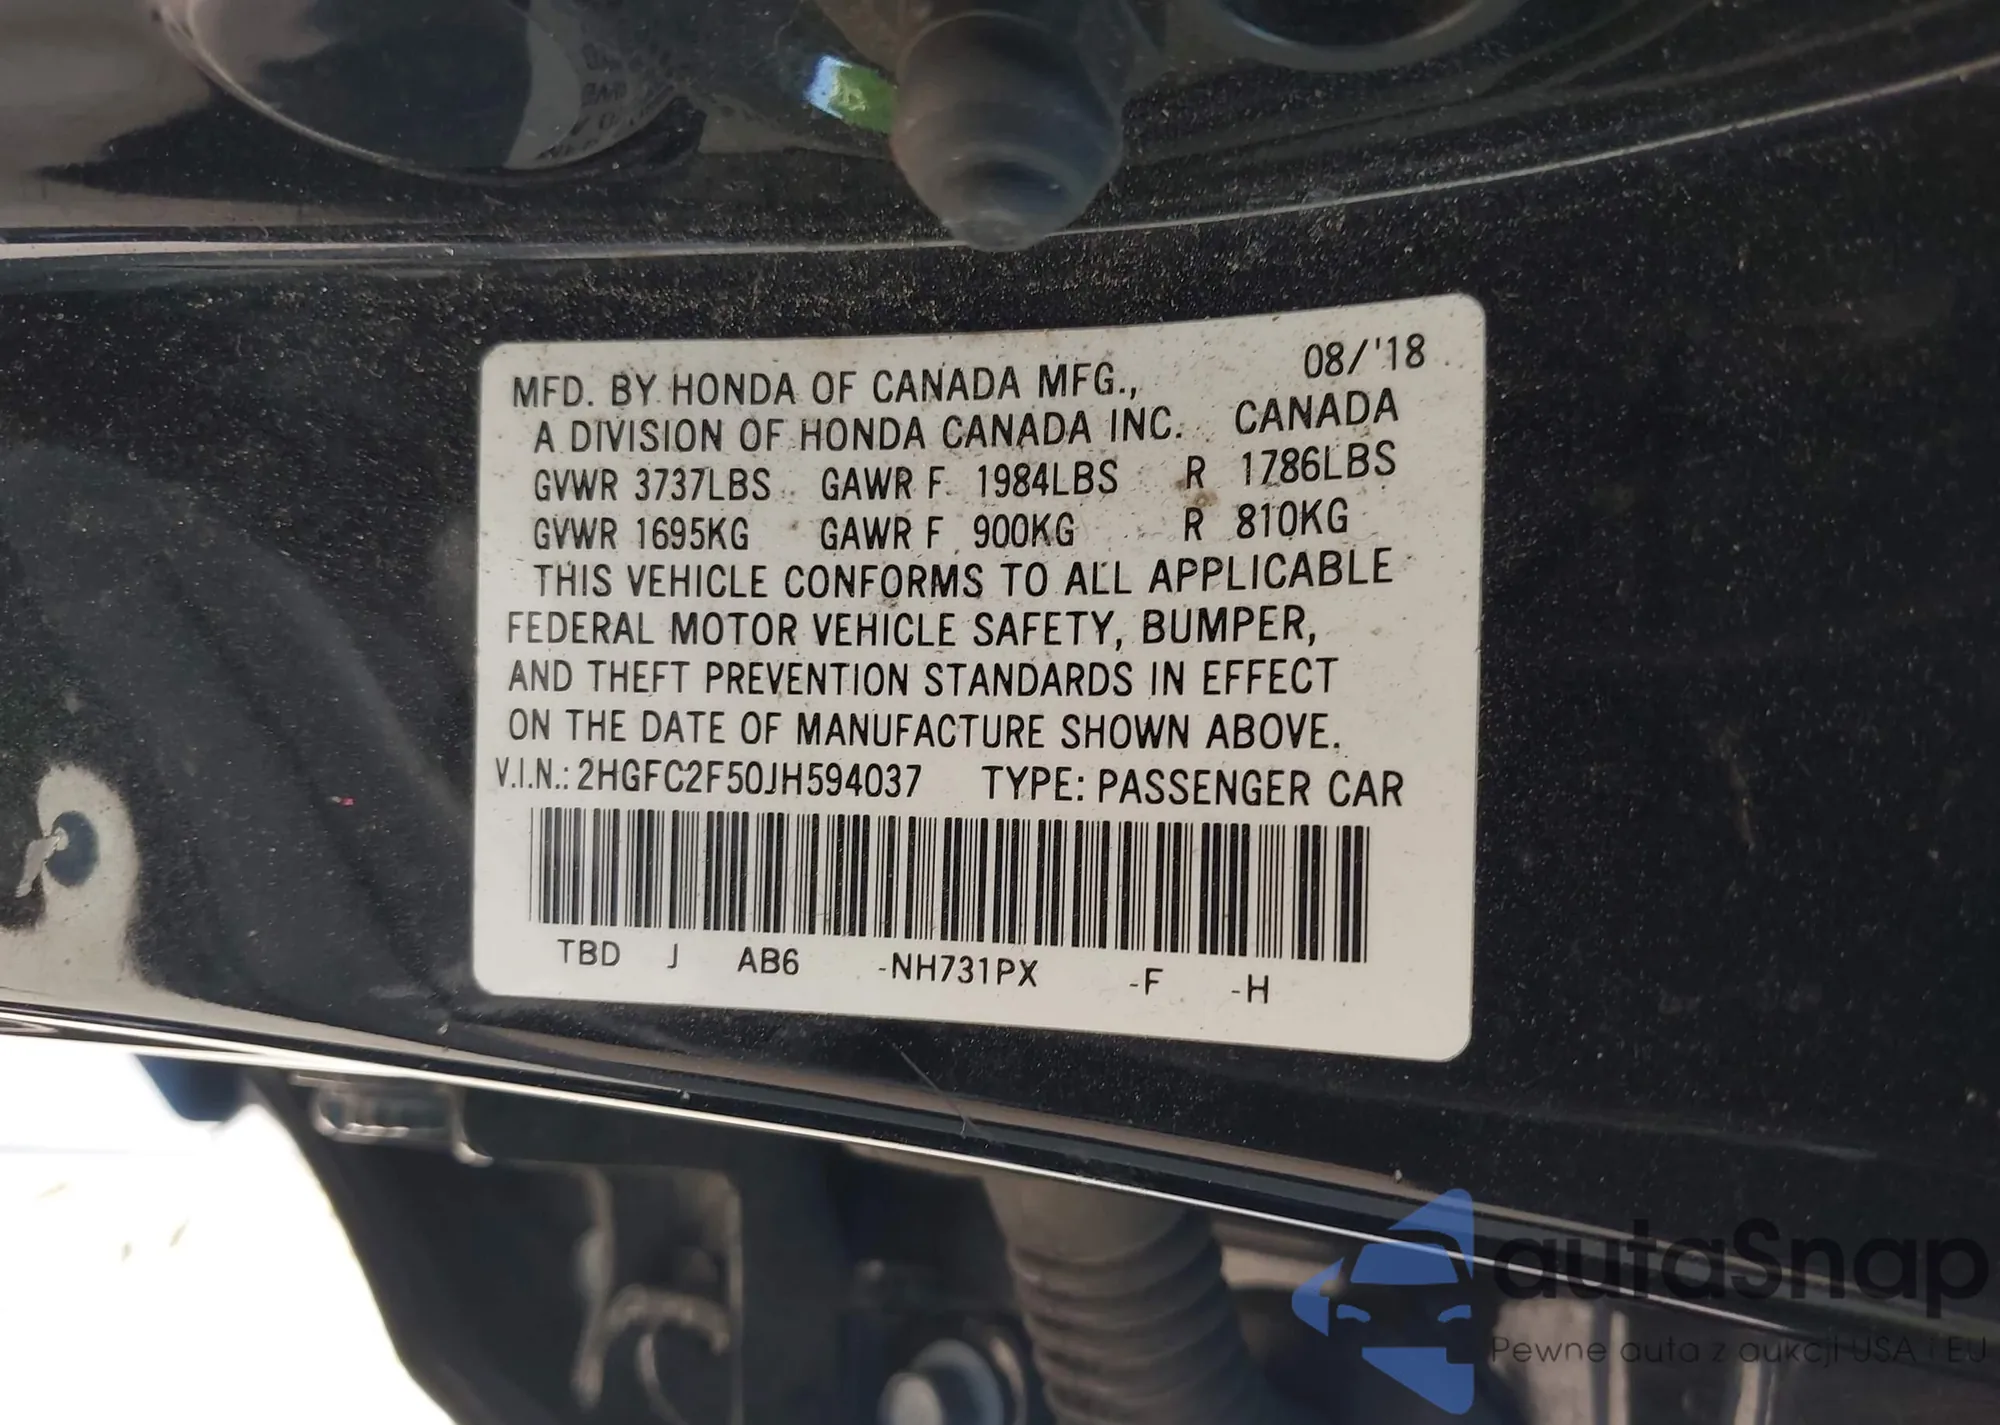 08/'18
MFD. BY HONDA OF CANADA MFG.,
A DIVISION OF HONDA CANADA INC. CANADA
GVWR 3737LBS GAWR F 1984LBS R 1786LBS
GVWR 1695KG GAWR F 900KG R 810KG
THIS VEHICLE CONFORMS TO ALL APPLICABLE
FEDERAL MOTOR VEHICLE SAFETY, BUMPER,
AND THEFT PREVENTION STANDARDS IN EFFECT
ON THE DATE OF MANUFACTURE SHOWN ABOVE.
V.I.N.: 2HGFC2F50JH594037 TYPE: PASSENGER CAR
TBD J AB6 -NH731PX -F -H
autaSnap
Pewne auta z aukcji USA i EU